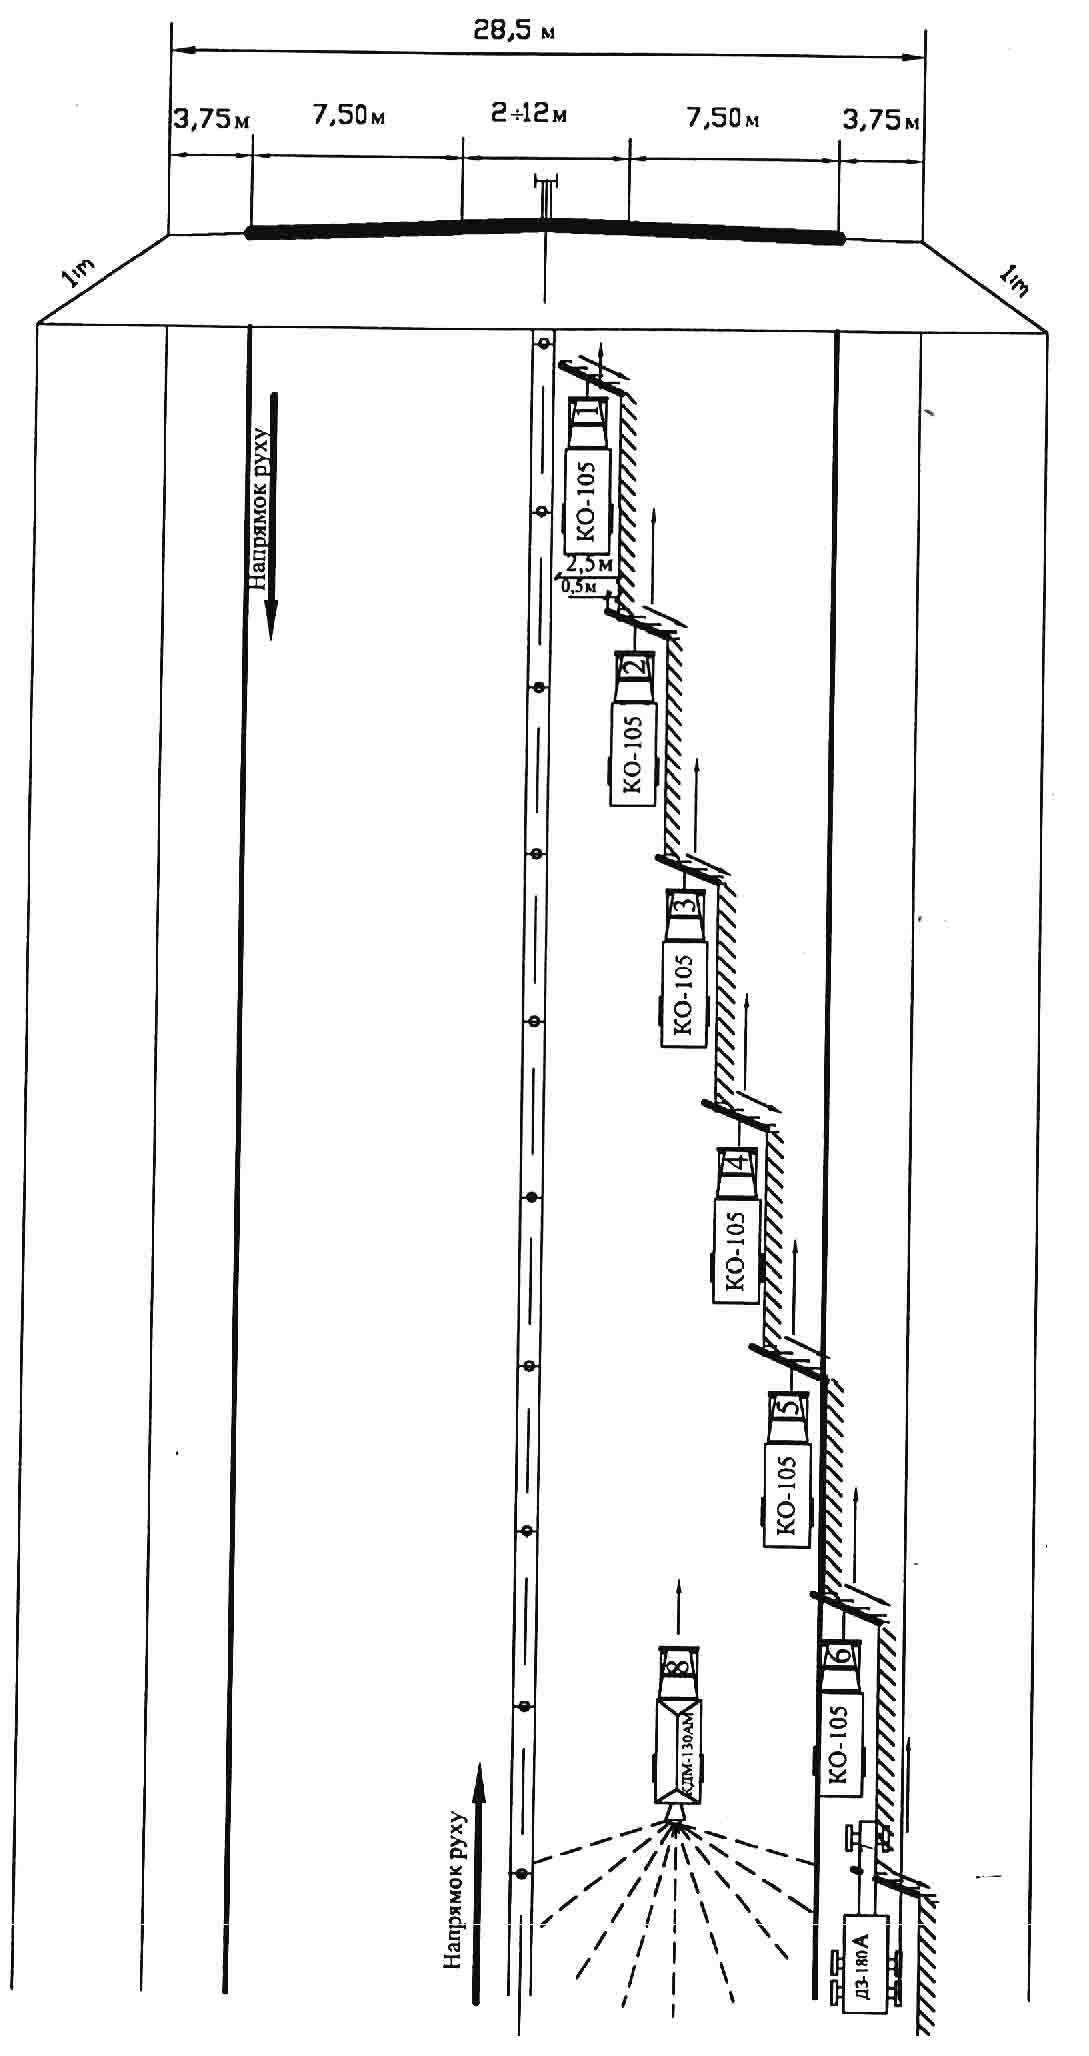 28,5 м
3,75м
7,50м
2÷12м
7,50м
3,75м
1:m
1:m
Напрямок руху
1
КО-105
2,5м
0,5м
2
КО-105
3
КО-105
4
КО-105
5
КО-105
6
КО-105
8
КДМ-130АМ
Напрямок руху
7
ДЗ-180А